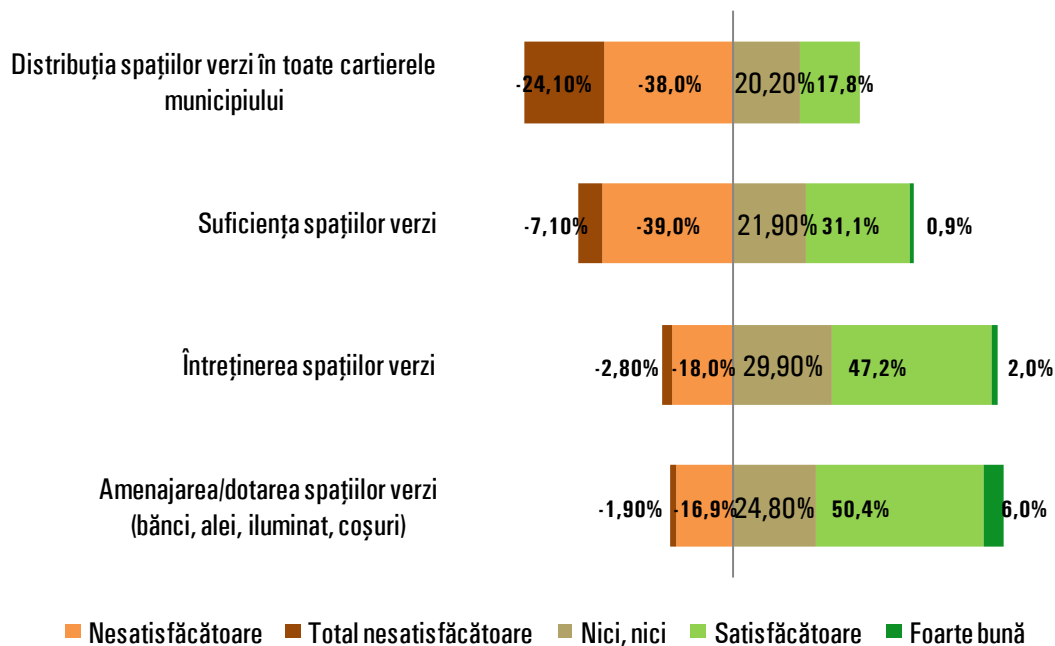 Distribuția spațiilor verzi în toate cartierele
municipiului
-24,10% -38,0% 20,20% 17,8%
Suficiența spațiilor verzi
-7,10% -39,0% 21,90% 31,1% 0,9%
Întreținerea spațiilor verzi
-2,80% -18,0% 29,90% 47,2% 2,0%
Amenajarea/dotarea spațiilor verzi
(bănci, alei, iluminat, coșuri)
-1,90% -16,9% 24,80% 50,4% 6,0%
Nesatisfăcătoare Total nesatisfăcătoare Nici, nici Satisfăcătoare Foarte bună